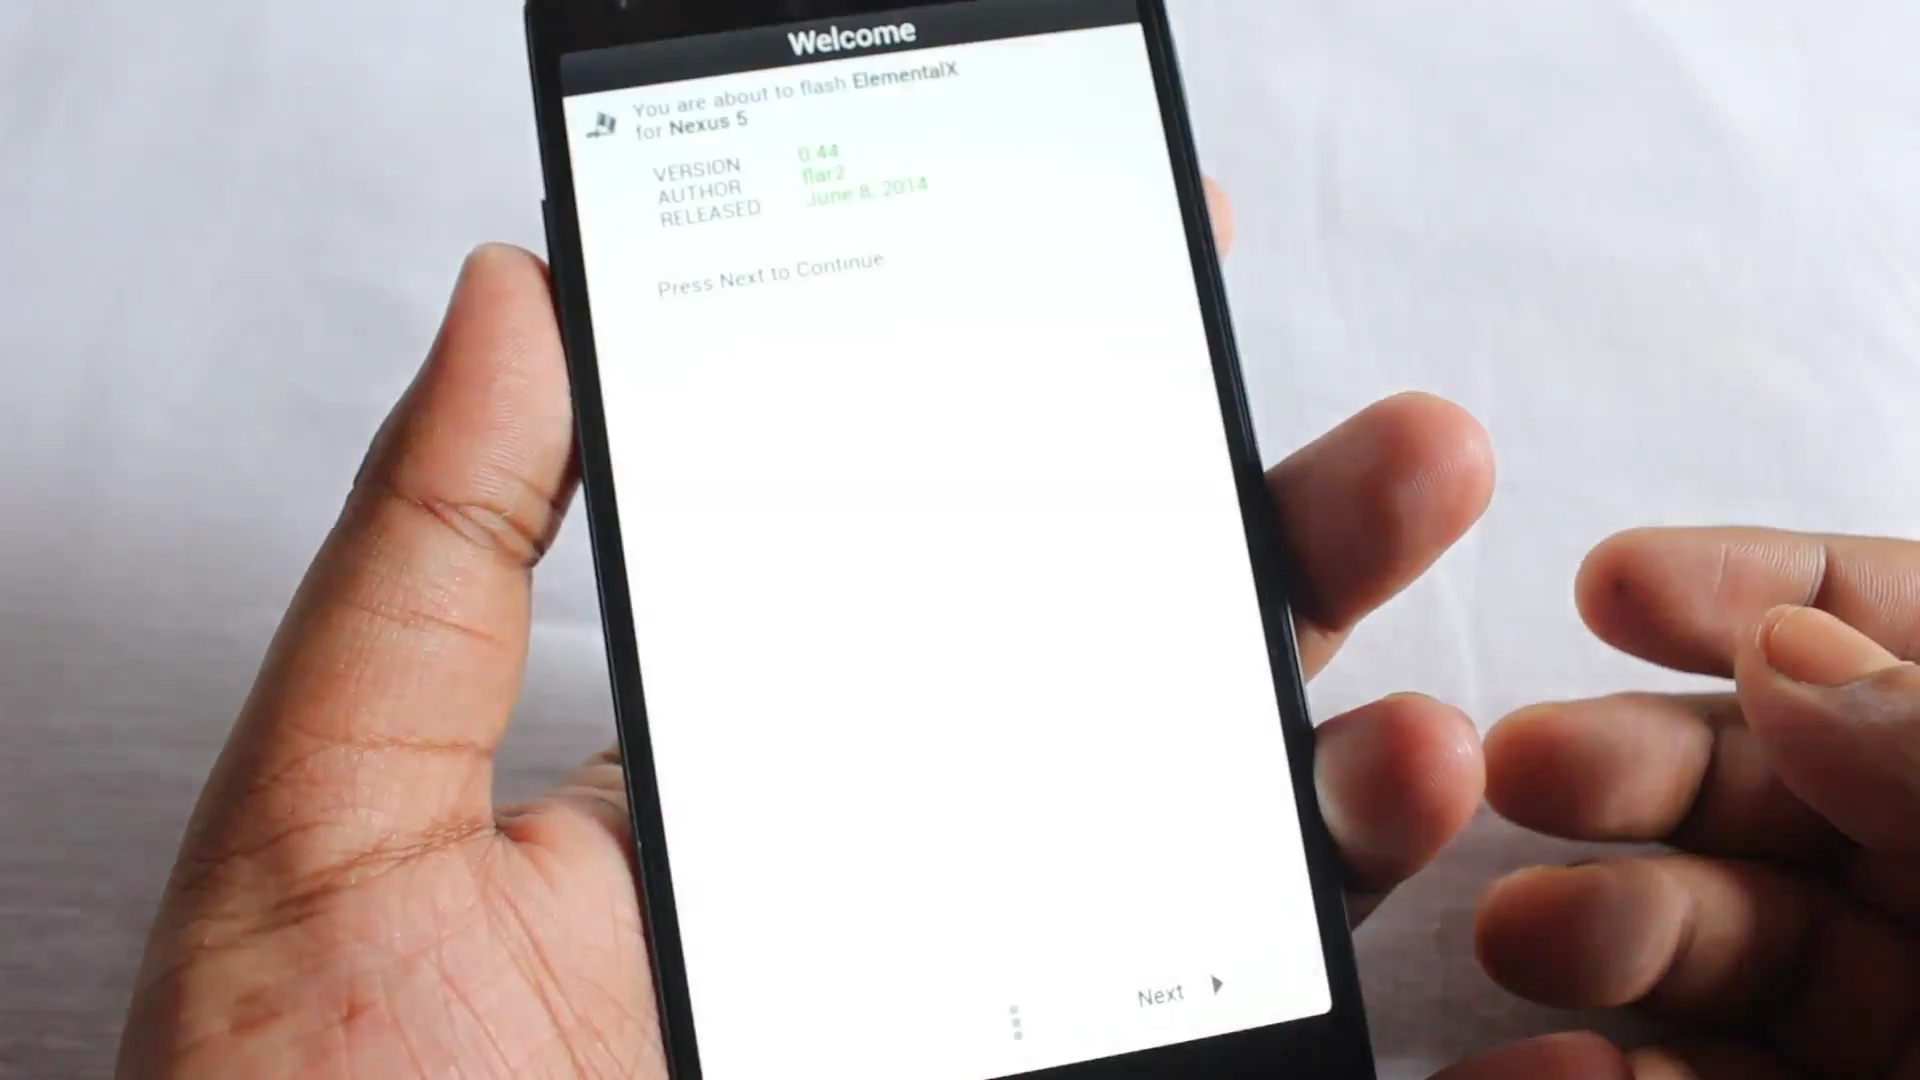 Welcome
You are about to flash ElementalX
for Nexus 5
VERSION 0.44
AUTHOR flar2
RELEASED June 8, 2014
Press Next to Continue
Next